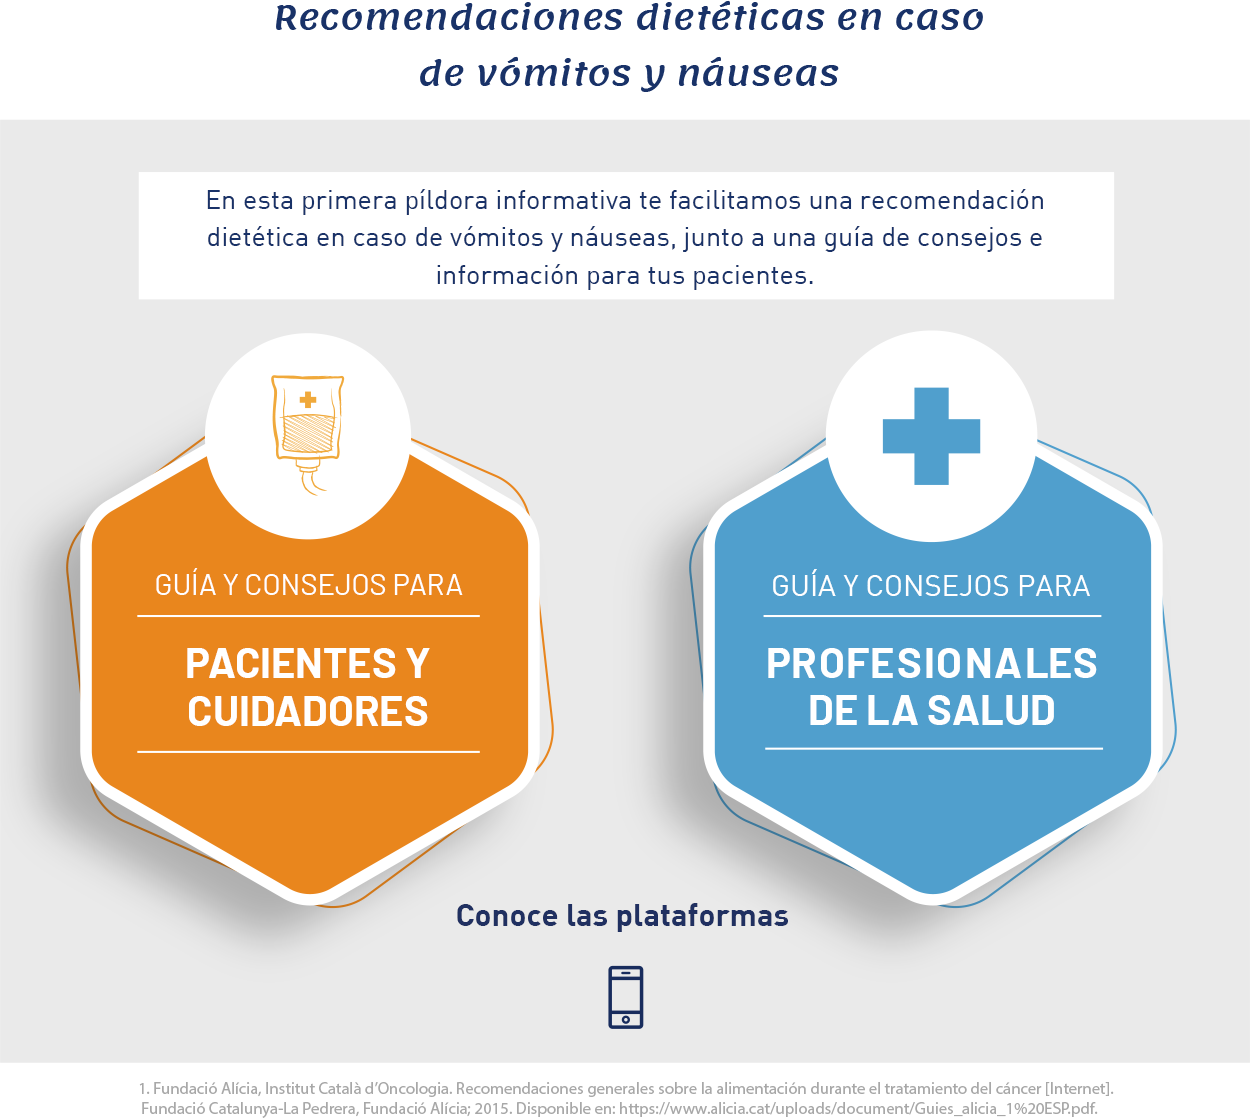 Recomendaciones dietéticas en caso
de vómitos y náuseas
En esta primera píldora informativa te facilitamos una recomendación
dietética en caso de vómitos y náuseas, junto a una guía de consejos e
información para tus pacientes.
GUÍA Y CONSEJOS PARA
PACIENTES Y
CUIDADORES
GUÍA Y CONSEJOS PARA
PROFESIONALES
DE LA SALUD
Conoce las plataformas
1. Fundació Alícia, Institut Català d’Oncologia. Recomendaciones generales sobre la alimentación durante el tratamiento del cáncer [Internet].
Fundació Catalunya-La Pedrera, Fundació Alícia; 2015. Disponible en: https://www.alicia.cat/uploads/document/Guies_alicia_1%20ESP.pdf.